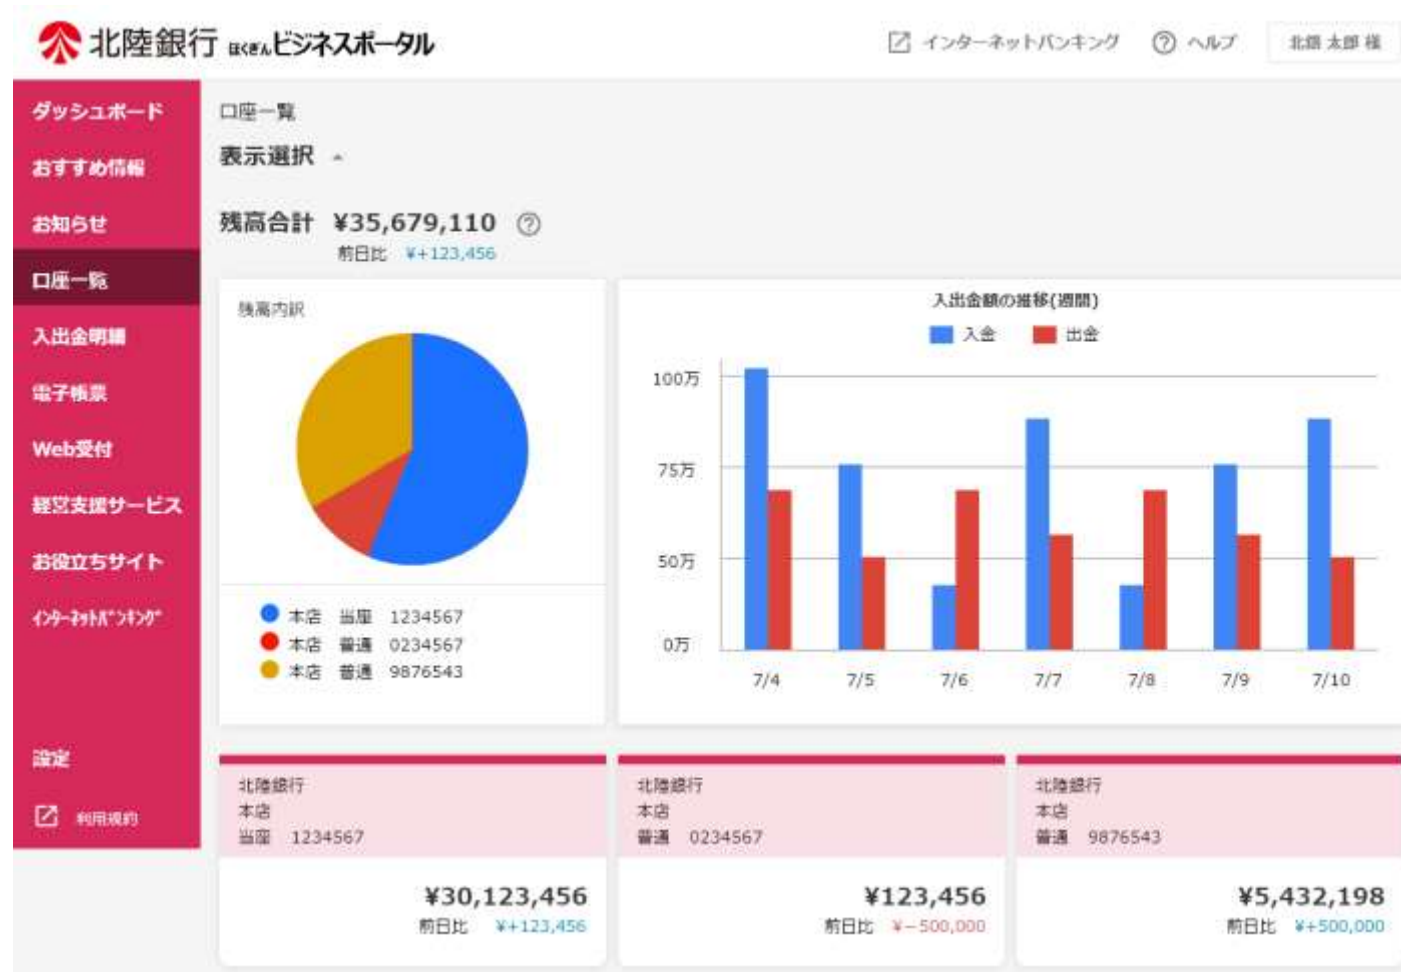 北陸銀行 ほくぎんビジネスポータル
インターネットバンキング ヘルプ 北銀 太郎 様
ダッシュボード
おすすめ情報
お知らせ
口座一覧
入出金明細
電子帳票
Web受付
経営支援サービス
お役立ちサイト
ｲﾝﾀｰﾈｯﾄﾊﾞﾝｷﾝｸﾞ
設定
利用規約
口座一覧
表示選択
残高合計 ¥35,679,110
前日比 ¥+123,456
残高内訳
本店 当座 1234567
本店 普通 0234567
本店 普通 9876543
入出金額の推移(週間)
入金 出金
100万
75万
50万
0万
7/4 7/5 7/6 7/7 7/8 7/9 7/10
北陸銀行
本店
当座 1234567
¥30,123,456
前日比 ¥+123,456
北陸銀行
本店
普通 0234567
¥123,456
前日比 ¥－500,000
北陸銀行
本店
普通 9876543
¥5,432,198
前日比 ¥+500,000